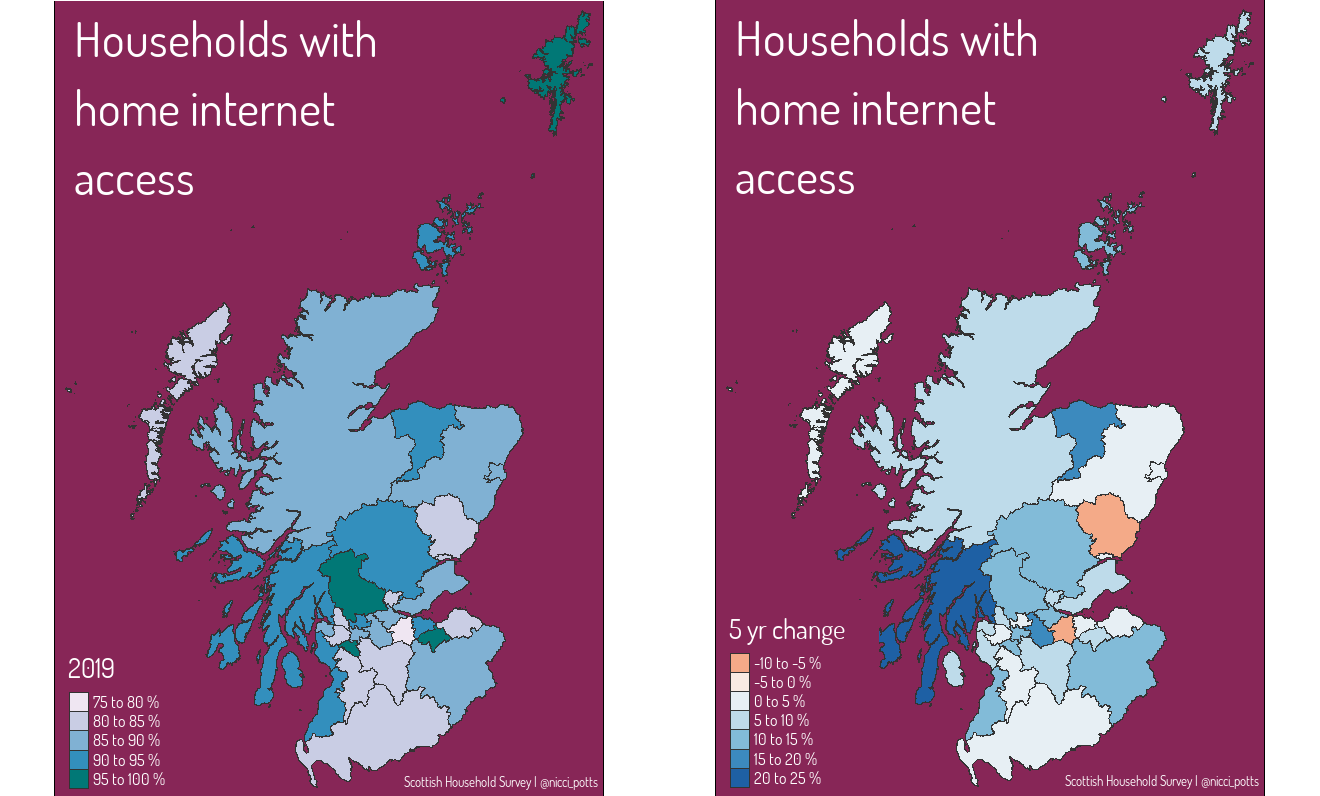 Households with
home internet
access
2019
75 to 80 %
80 to 85 %
85 to 90 %
90 to 95 %
95 to 100 %
Scottish Household Survey | @nicci_potts
Households with
home internet
access
5 yr change
-10 to -5 %
-5 to 0 %
0 to 5 %
5 to 10 %
10 to 15 %
15 to 20 %
20 to 25 %
Scottish Household Survey | @nicci_potts